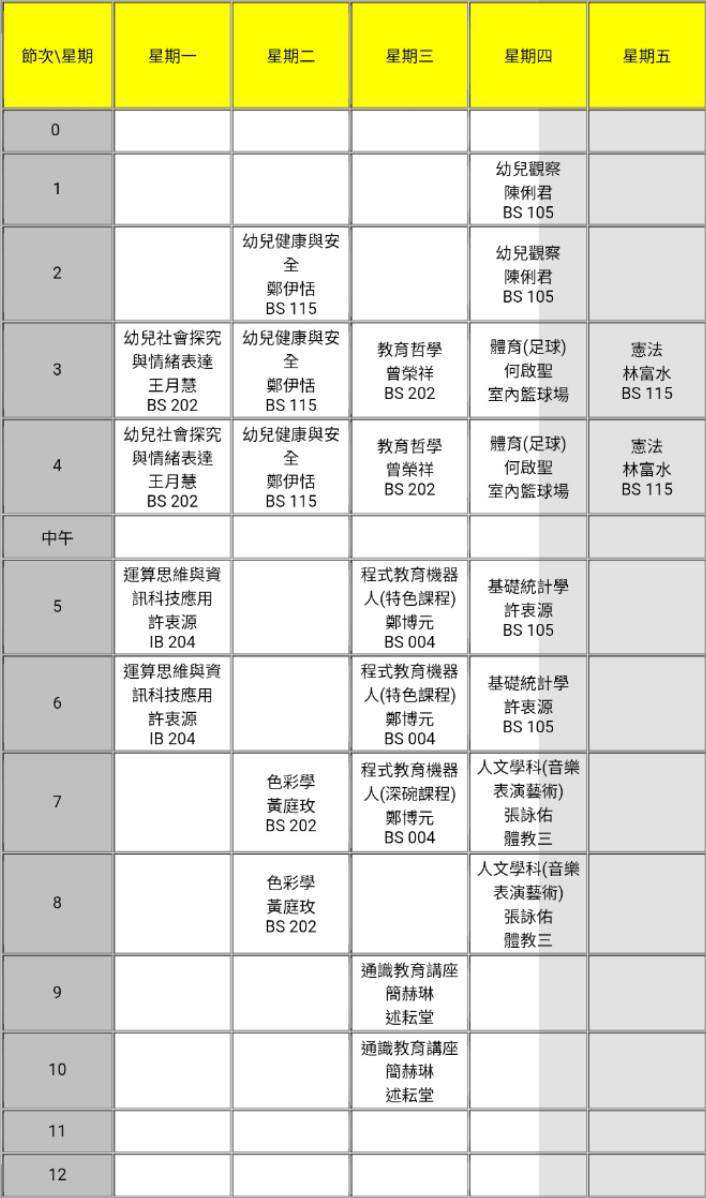 節次\星期 星期一 星期二 星期三 星期四 星期五
0
1
幼兒觀察
陳俐君
BS 105
2
幼兒健康與安
全
鄭伊恬
BS 115
幼兒觀察
陳俐君
BS 105
3
幼兒社會探究
與情緒表達
王月慧
BS 202
幼兒健康與安
全
鄭伊恬
BS 115
教育哲學
曾榮祥
BS 202
體育(足球)
何啟聖
室內籃球場
憲法
林富水
BS 115
4
幼兒社會探究
與情緒表達
王月慧
BS 202
幼兒健康與安
全
鄭伊恬
BS 115
教育哲學
曾榮祥
BS 202
體育(足球)
何啟聖
室內籃球場
憲法
林富水
BS 115
中午
5
運算思維與資
訊科技應用
許衷源
IB 204
程式教育機器
人(特色課程)
鄭博元
BS 004
基礎統計學
許衷源
BS 105
6
運算思維與資
訊科技應用
許衷源
IB 204
程式教育機器
人(特色課程)
鄭博元
BS 004
基礎統計學
許衷源
BS 105
7
色彩學
黃庭玫
BS 202
程式教育機器
人(深碗課程)
鄭博元
BS 004
人文學科(音樂
表演藝術)
張詠佑
體教三
8
色彩學
黃庭玫
BS 202
人文學科(音樂
表演藝術)
張詠佑
體教三
9
通識教育講座
簡赫琳
述耘堂
10
通識教育講座
簡赫琳
述耘堂
11
12